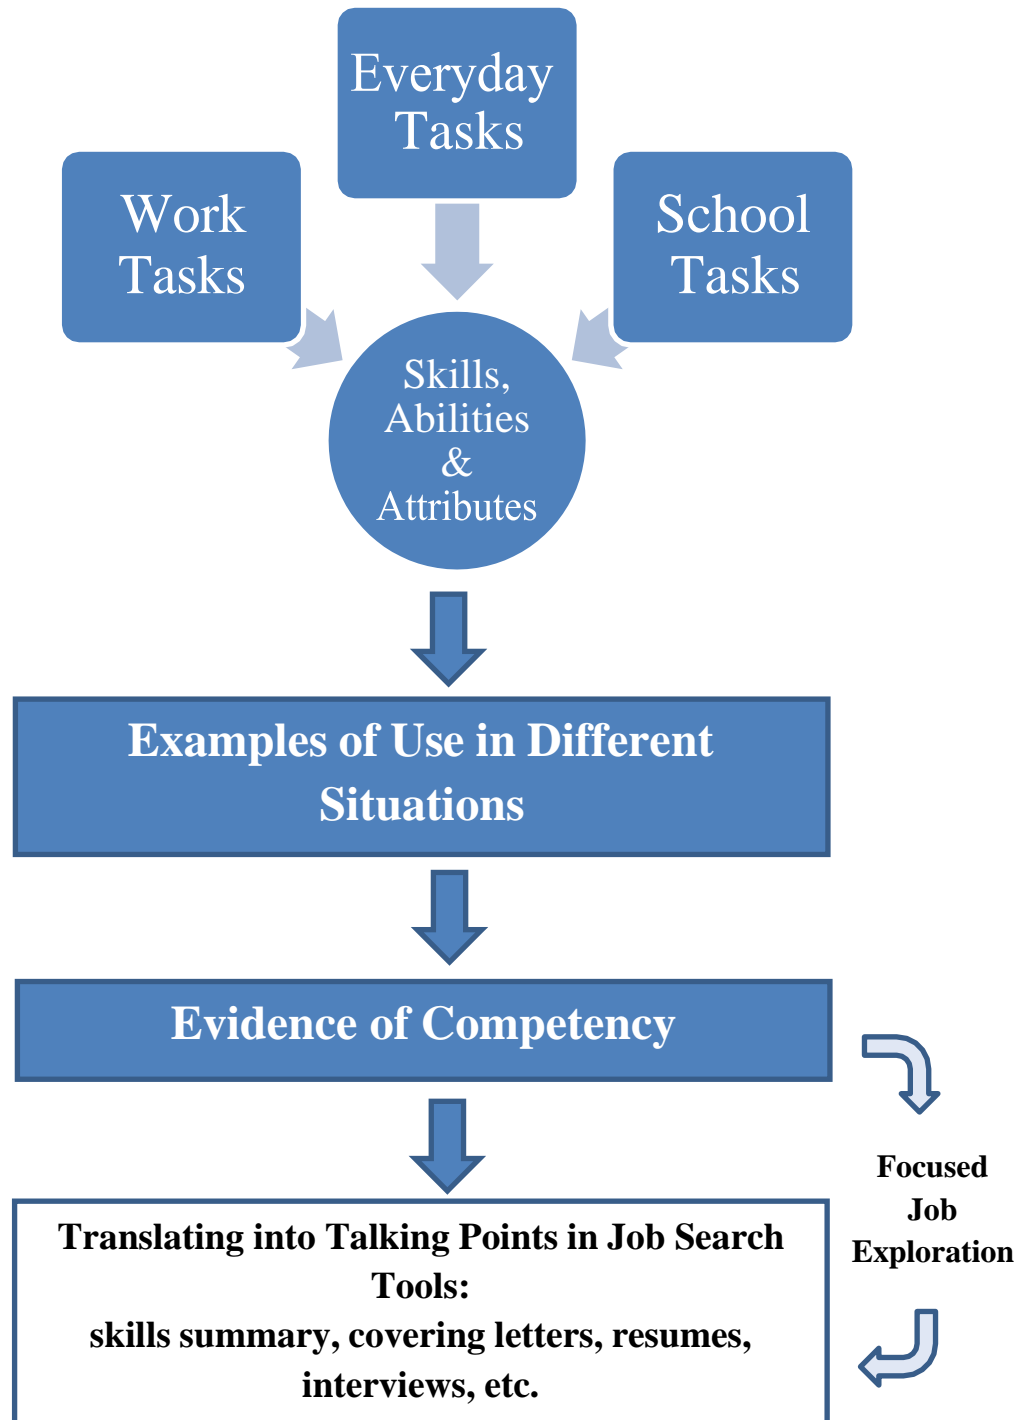 Everyday
Tasks
Work
Tasks
School
Tasks
Skills,
Abilities
&
Attributes
Examples of Use in Different
Situations
Evidence of Competency
Focused
Job
Exploration
Translating into Talking Points in Job Search
Tools:
skills summary, covering letters, resumes,
interviews, etc.